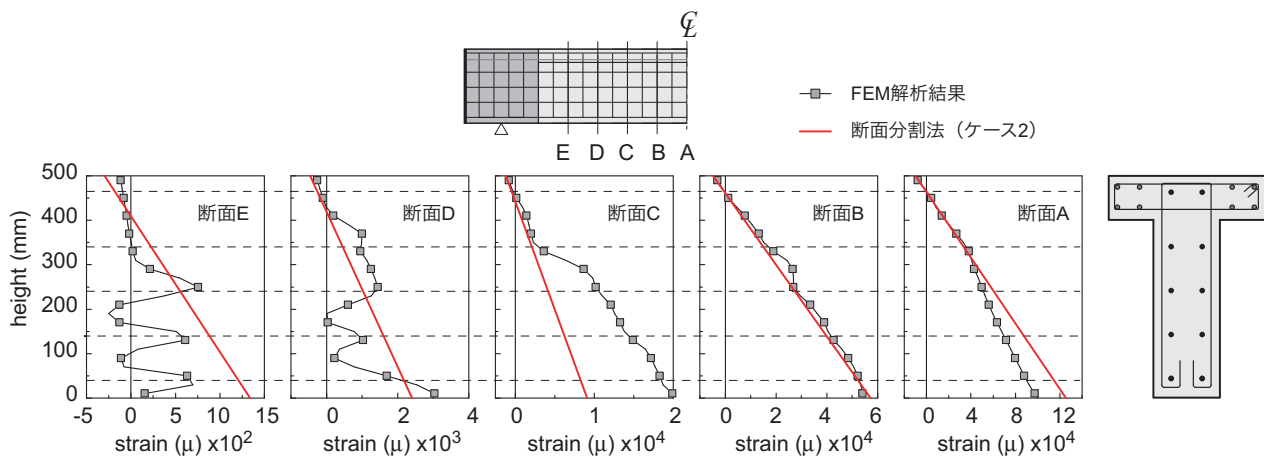 ℄
FEM解析結果
断面分割法（ケース2）
E D C B A
500
400
300
200
100
0
height (mm)
断面E
断面D
断面C
断面B
断面A
-5 0 5 10 15
0 1 2 3 4
0 1 2
0 2 4 6 8
0 4 8 12
strain (μ) x10²
strain (μ) x10³
strain (μ) x10⁴
strain (μ) x10⁴
strain (μ) x10⁴